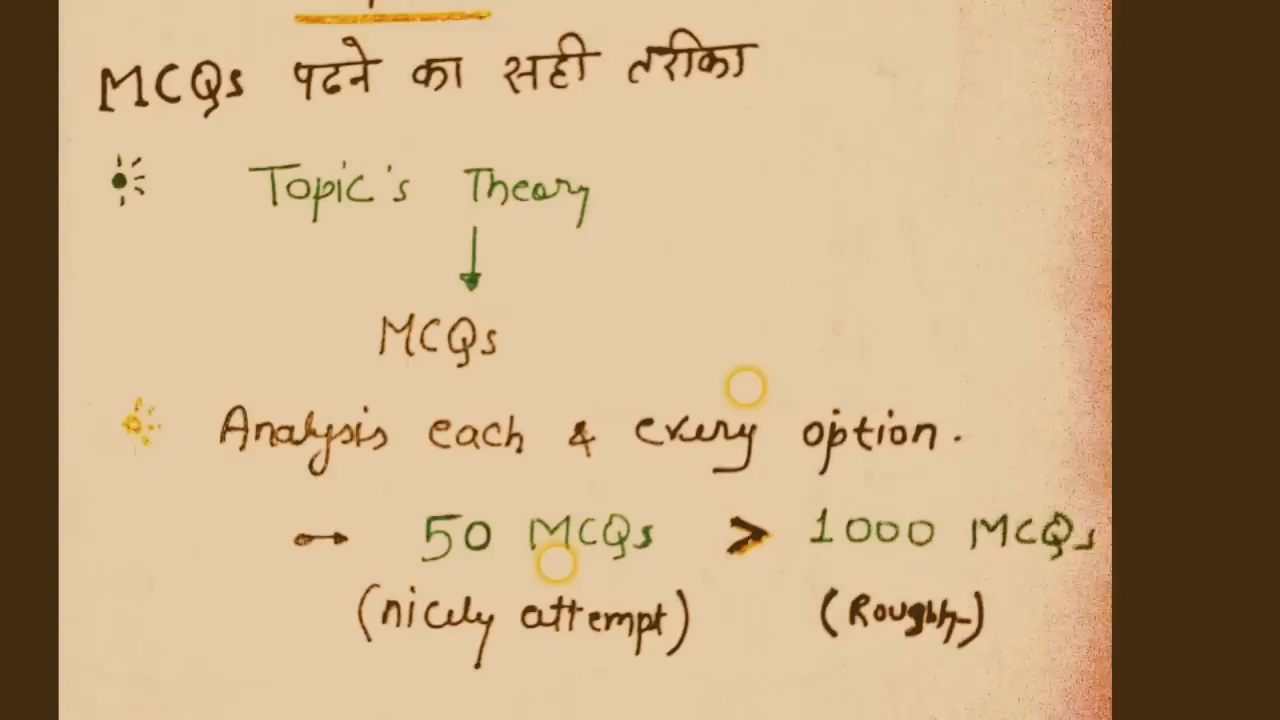 MCQs पढने का सही तरीका
Topic's Theory
↓
MCQs
Analysis each & every option.
→ 50 MCQs > 1000 MCQs
(nicely attempt) (Roughly)